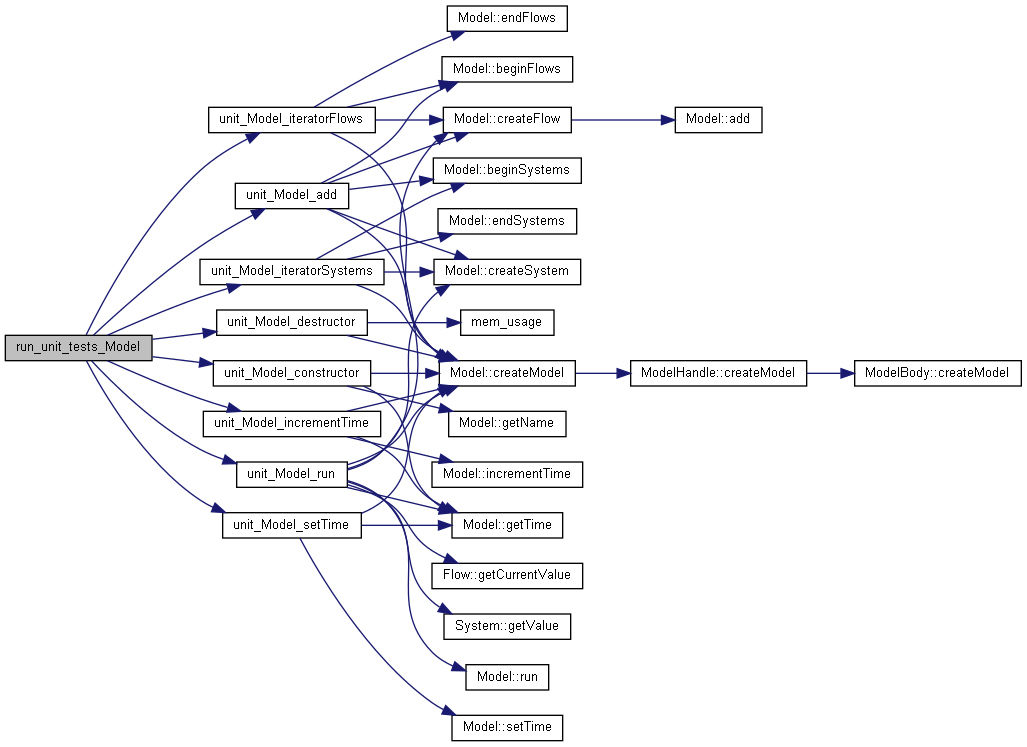 Model::endFlows
Model::beginFlows
unit_Model_iteratorFlows
Model::createFlow
Model::add
Model::beginSystems
unit_Model_add
Model::endSystems
unit_Model_iteratorSystems
Model::createSystem
unit_Model_destructor
mem_usage
run_unit_tests_Model
unit_Model_constructor
Model::createModel
ModelHandle::createModel
ModelBody::createModel
unit_Model_incrementTime
Model::getName
unit_Model_run
Model::incrementTime
unit_Model_setTime
Model::getTime
Flow::getCurrentValue
System::getValue
Model::run
Model::setTime